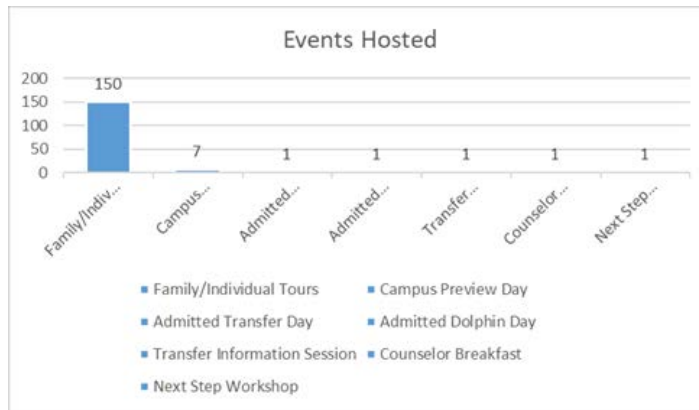 Events Hosted
200
150
100
50
0
150
7
1
1
1
1
1
Family/Indiv...
Campus...
Admitted...
Admitted...
Transfer...
Counselor...
Next Step...
Family/Individual Tours
Campus Preview Day
Admitted Transfer Day
Admitted Dolphin Day
Transfer Information Session
Counselor Breakfast
Next Step Workshop